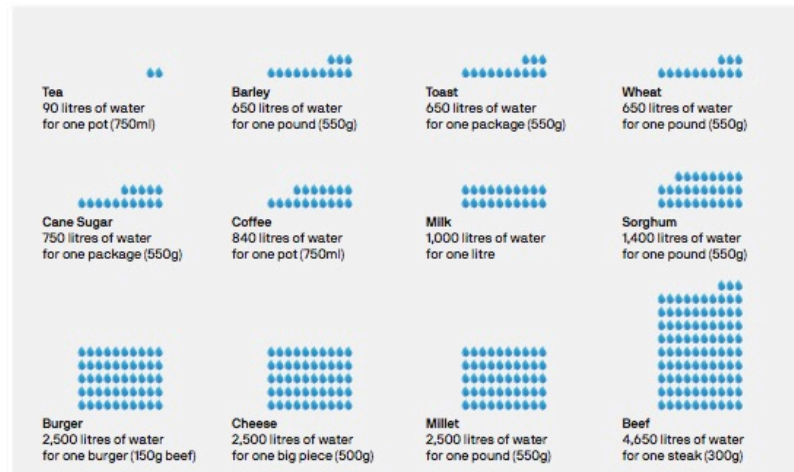 Tea
90 litres of water
for one pot (750ml)
Barley
650 litres of water
for one pound (550g)
Toast
650 litres of water
for one package (550g)
Wheat
650 litres of water
for one pound (550g)
Cane Sugar
750 litres of water
for one package (550g)
Coffee
840 litres of water
for one pot (750ml)
Milk
1,000 litres of water
for one litre
Sorghum
1,400 litres of water
for one pound (550g)
Burger
2,500 litres of water
for one burger (150g beef)
Cheese
2,500 litres of water
for one big piece (500g)
Millet
2,500 litres of water
for one pound (550g)
Beef
4,650 litres of water
for one steak (300g)